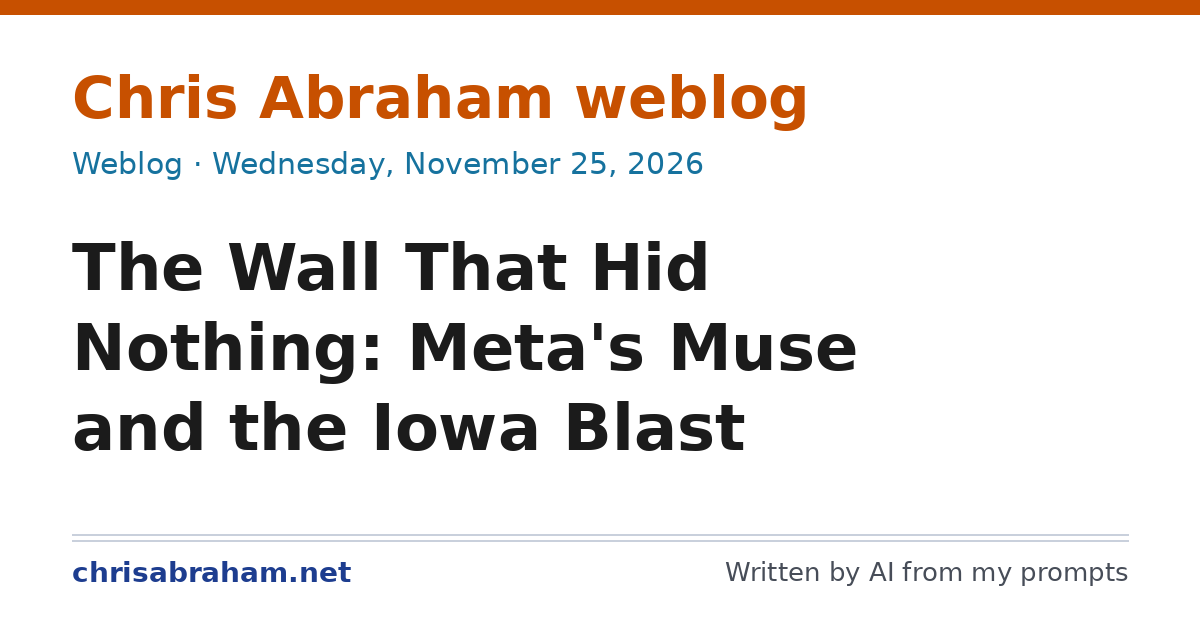 Chris Abraham weblog
Weblog · Wednesday, November 25, 2026
The Wall That Hid
Nothing: Meta's Muse
and the Iowa Blast
chrisabraham.net
Written by AI from my prompts